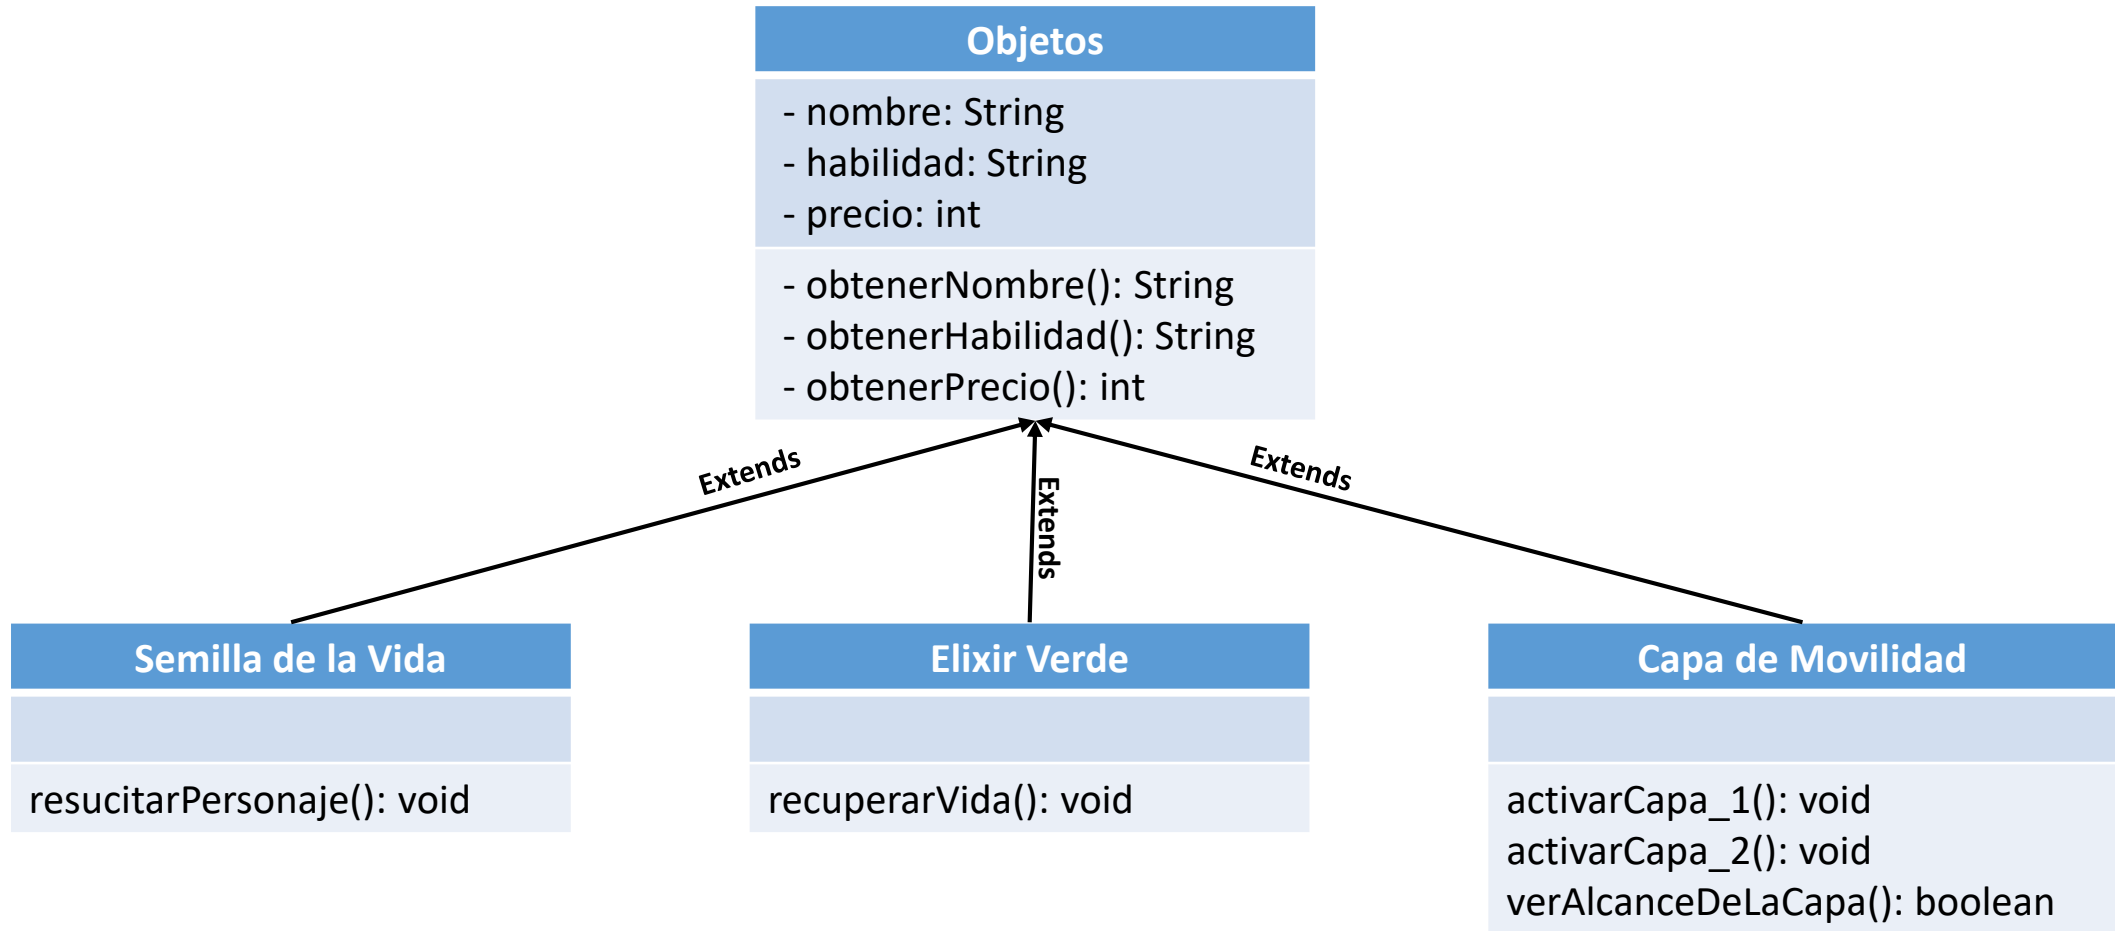 Objetos
- nombre: String
- habilidad: String
- precio: int
- obtenerNombre(): String
- obtenerHabilidad(): String
- obtenerPrecio(): int
Extends
Extends
Extends
Semilla de la Vida
resucitarPersonaje(): void
Elixir Verde
recuperarVida(): void
Capa de Movilidad
activarCapa_1(): void
activarCapa_2(): void
verAlcanceDeLaCapa(): boolean